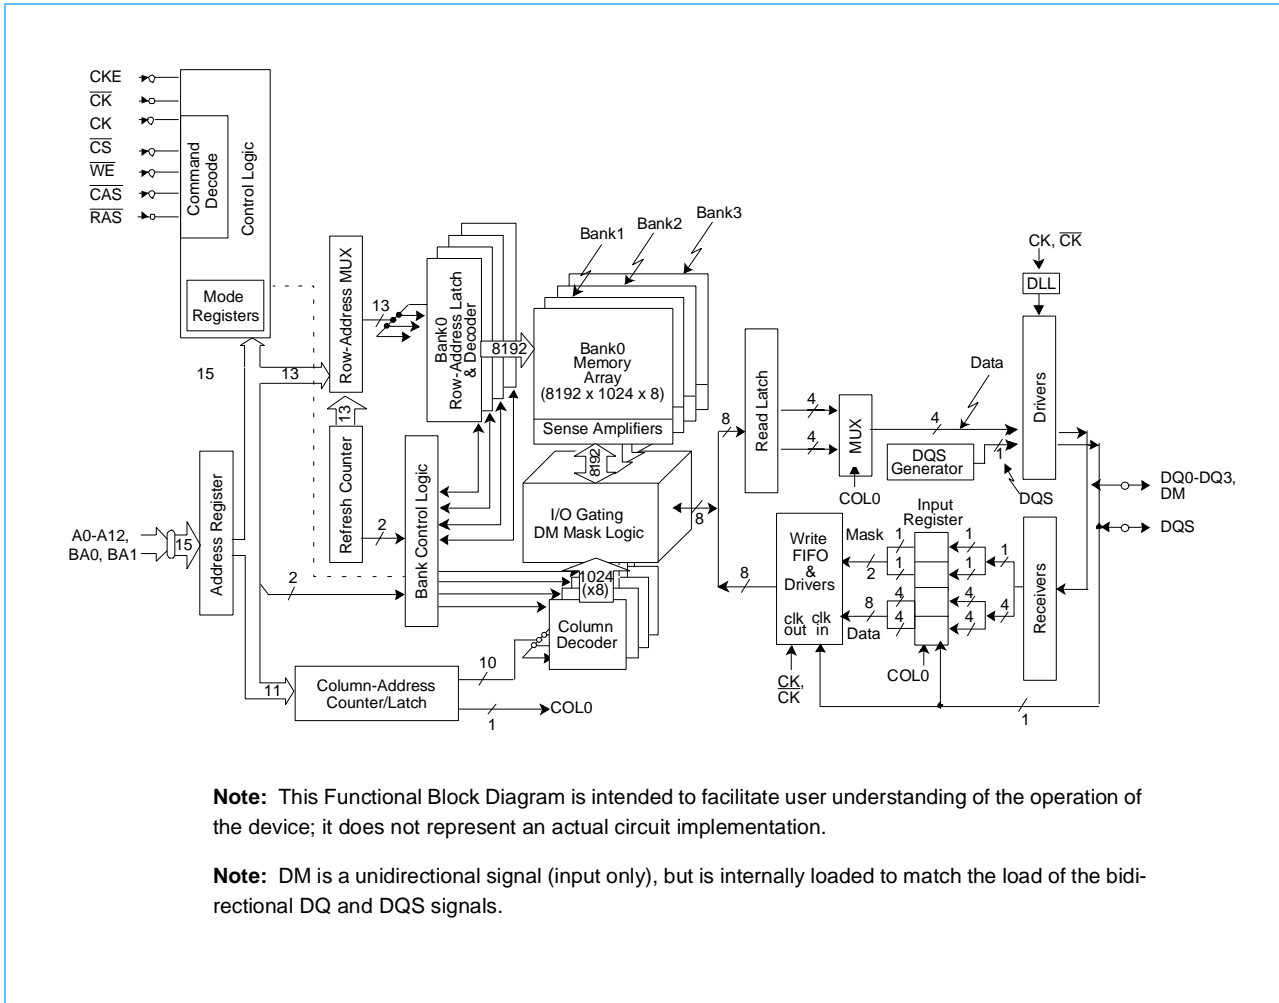 CKE
CK
CK
CS
WE
CAS
RAS
Command
Decode
Control Logic
Mode
Registers
15
13
Row-Address MUX
13
Refresh Counter
13
Bank0
Row-Address Latch
& Decoder
8192
Bank1
Bank2
Bank3
Bank0
Memory
Array
(8192 x 1024 x 8)
Sense Amplifiers
8192
I/O Gating
DM Mask Logic
A0-A12,
BA0, BA1
15
Address Register
2
2
Bank Control Logic
1024
(x8)
Column
Decoder
11
Column-Address
Counter/Latch
10
1
COL0
8
8
8
Read Latch
4
4
MUX
COL0
4
Data
DQS
Generator
1
DQS
CK, CK
DLL
Drivers
DQ0-DQ3,
DM
DQS
Input
Register
Write
FIFO
&
Drivers
clk
out
clk
in
Mask
2
8
Data
1
1
4
4
1
1
4
4
1
4
Receivers
COL0
CK,
CK
1
Note: This Functional Block Diagram is intended to facilitate user understanding of the operation of
the device; it does not represent an actual circuit implementation.
Note: DM is a unidirectional signal (input only), but is internally loaded to match the load of the bidi-
rectional DQ and DQS signals.